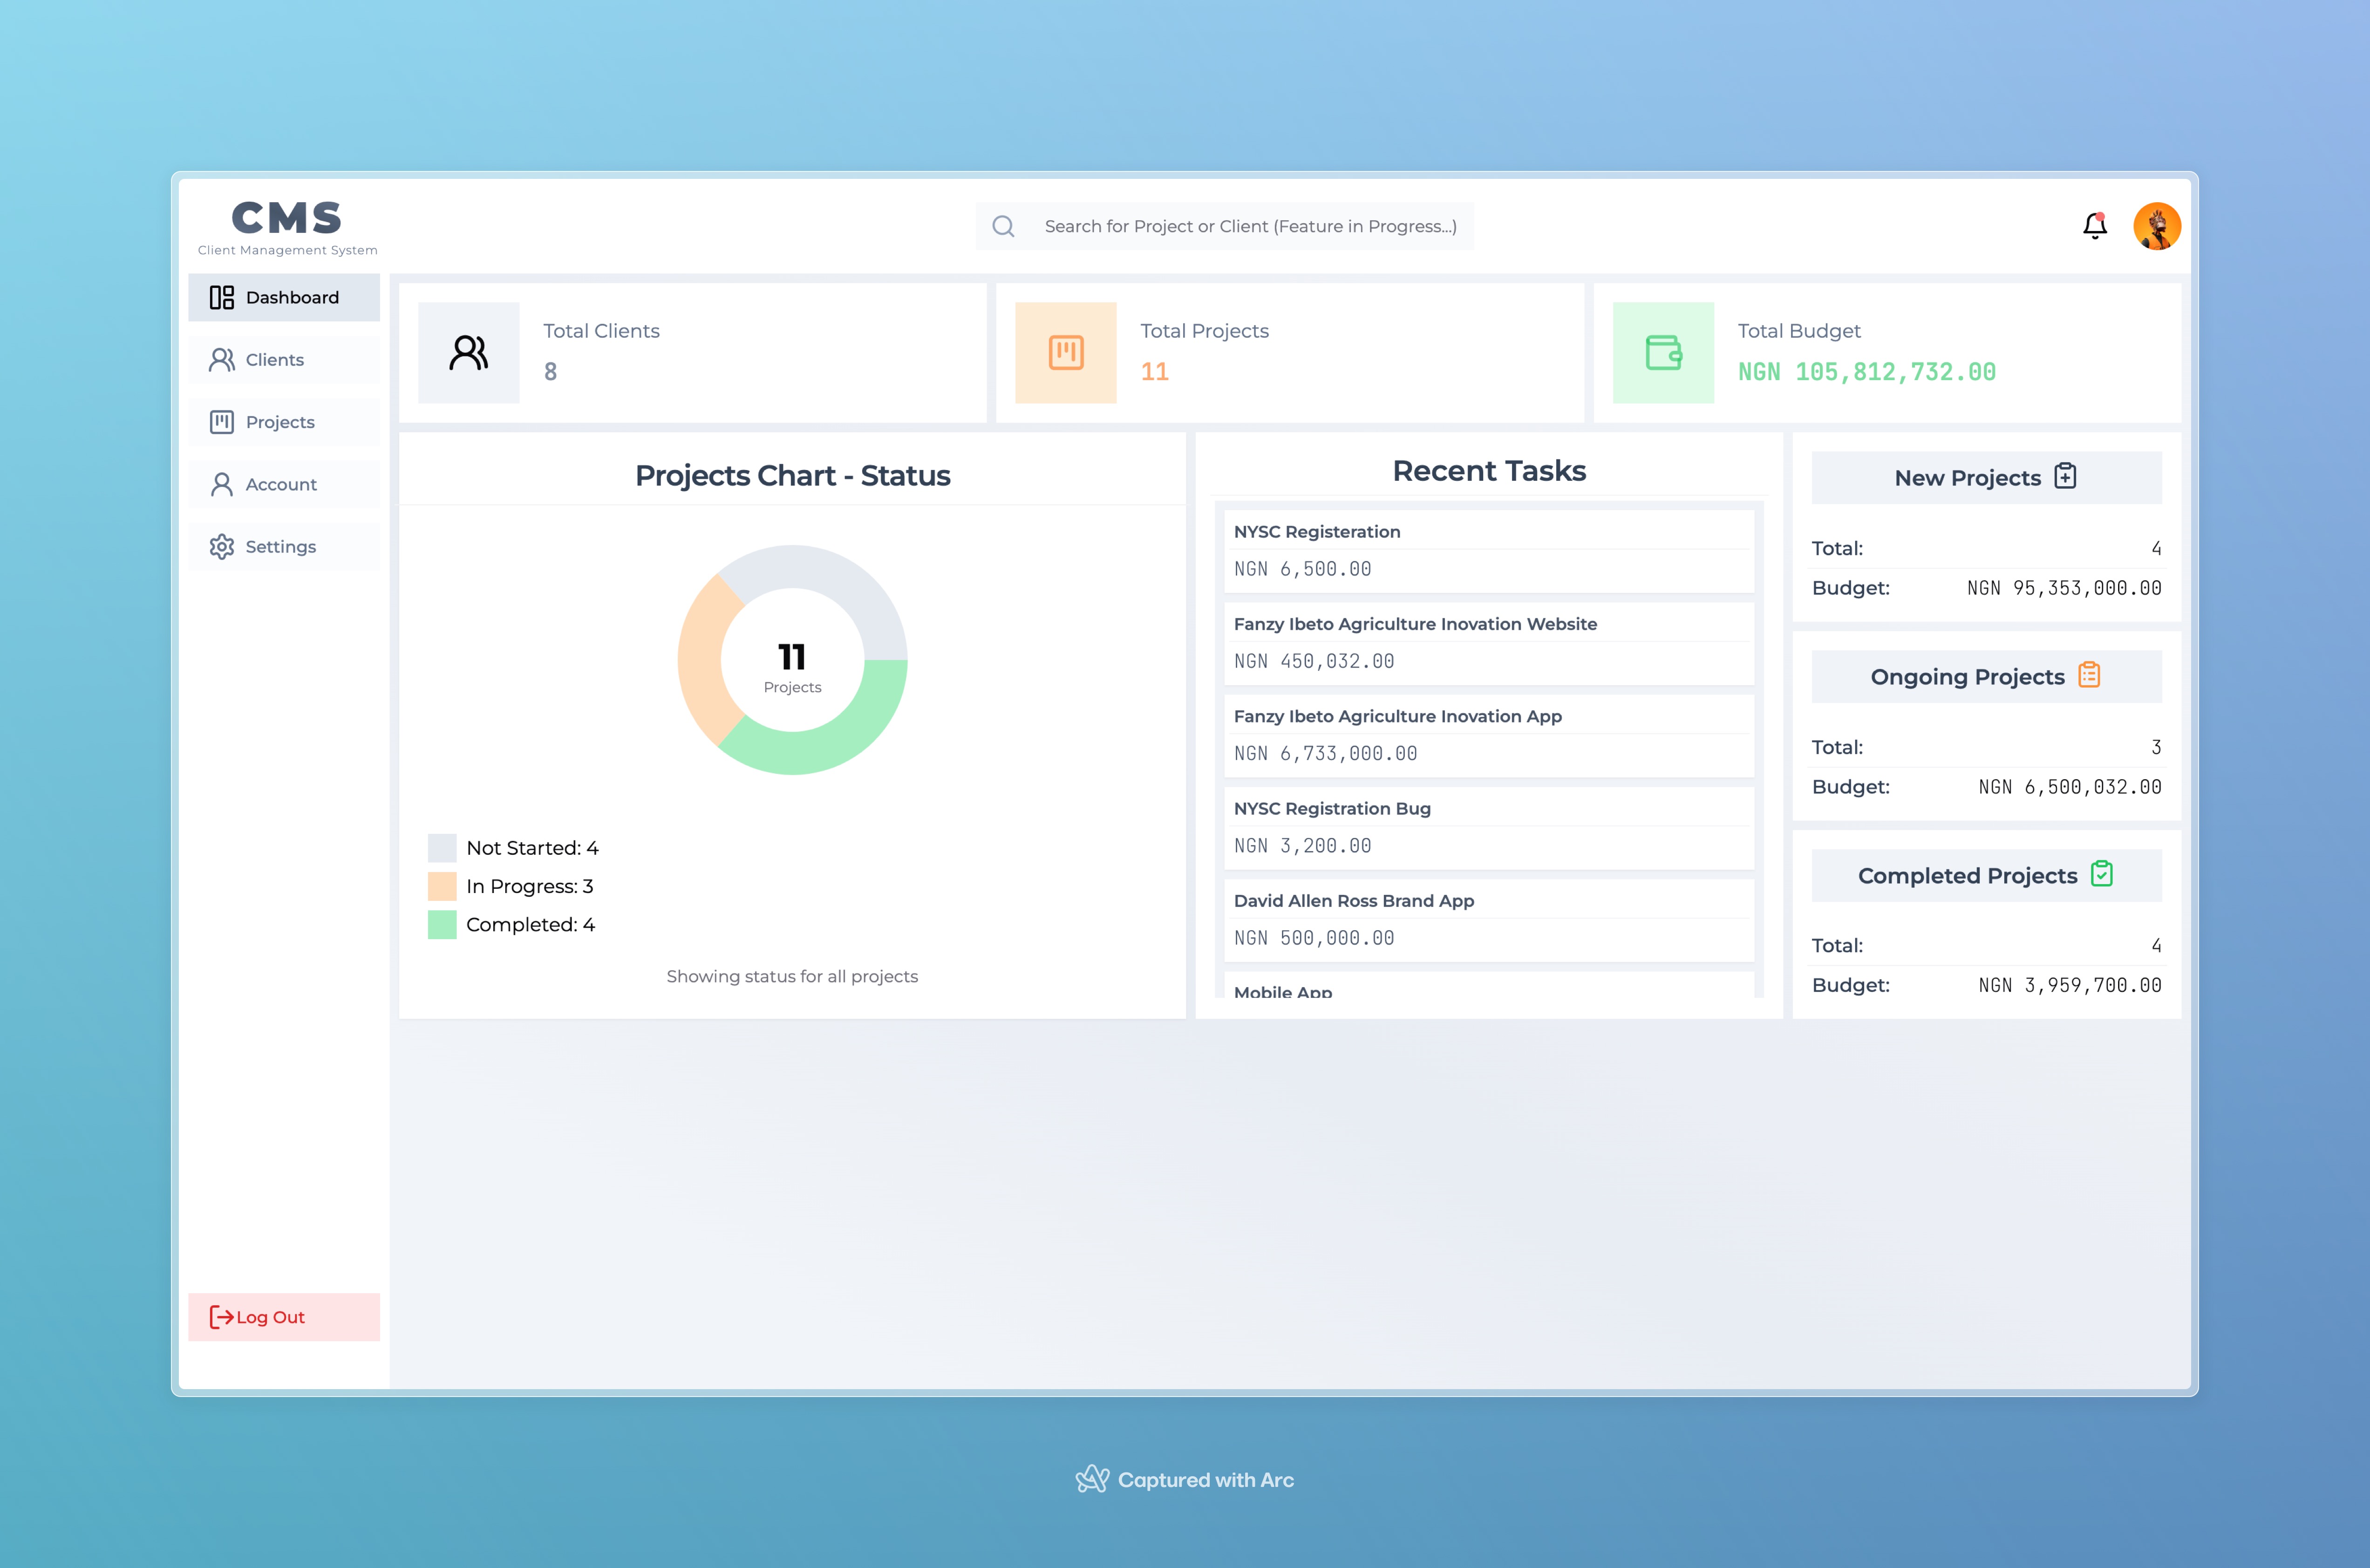 CMS
Client Management System
Search for Project or Client (Feature in Progress...)
Dashboard
Clients
Projects
Account
Settings
Log Out
Total Clients
8
Total Projects
11
Total Budget
NGN 105,812,732.00
Projects Chart - Status
11
Projects
Not Started: 4
In Progress: 3
Completed: 4
Showing status for all projects
Recent Tasks
NYSC Registeration
NGN 6,500.00
Fanzy Ibeto Agriculture Inovation Website
NGN 450,032.00
Fanzy Ibeto Agriculture Inovation App
NGN 6,733,000.00
NYSC Registration Bug
NGN 3,200.00
David Allen Ross Brand App
NGN 500,000.00
Mobile App
New Projects
Total: 4
Budget: NGN 95,353,000.00
Ongoing Projects
Total: 3
Budget: NGN 6,500,032.00
Completed Projects
Total: 4
Budget: NGN 3,959,700.00
Captured with Arc